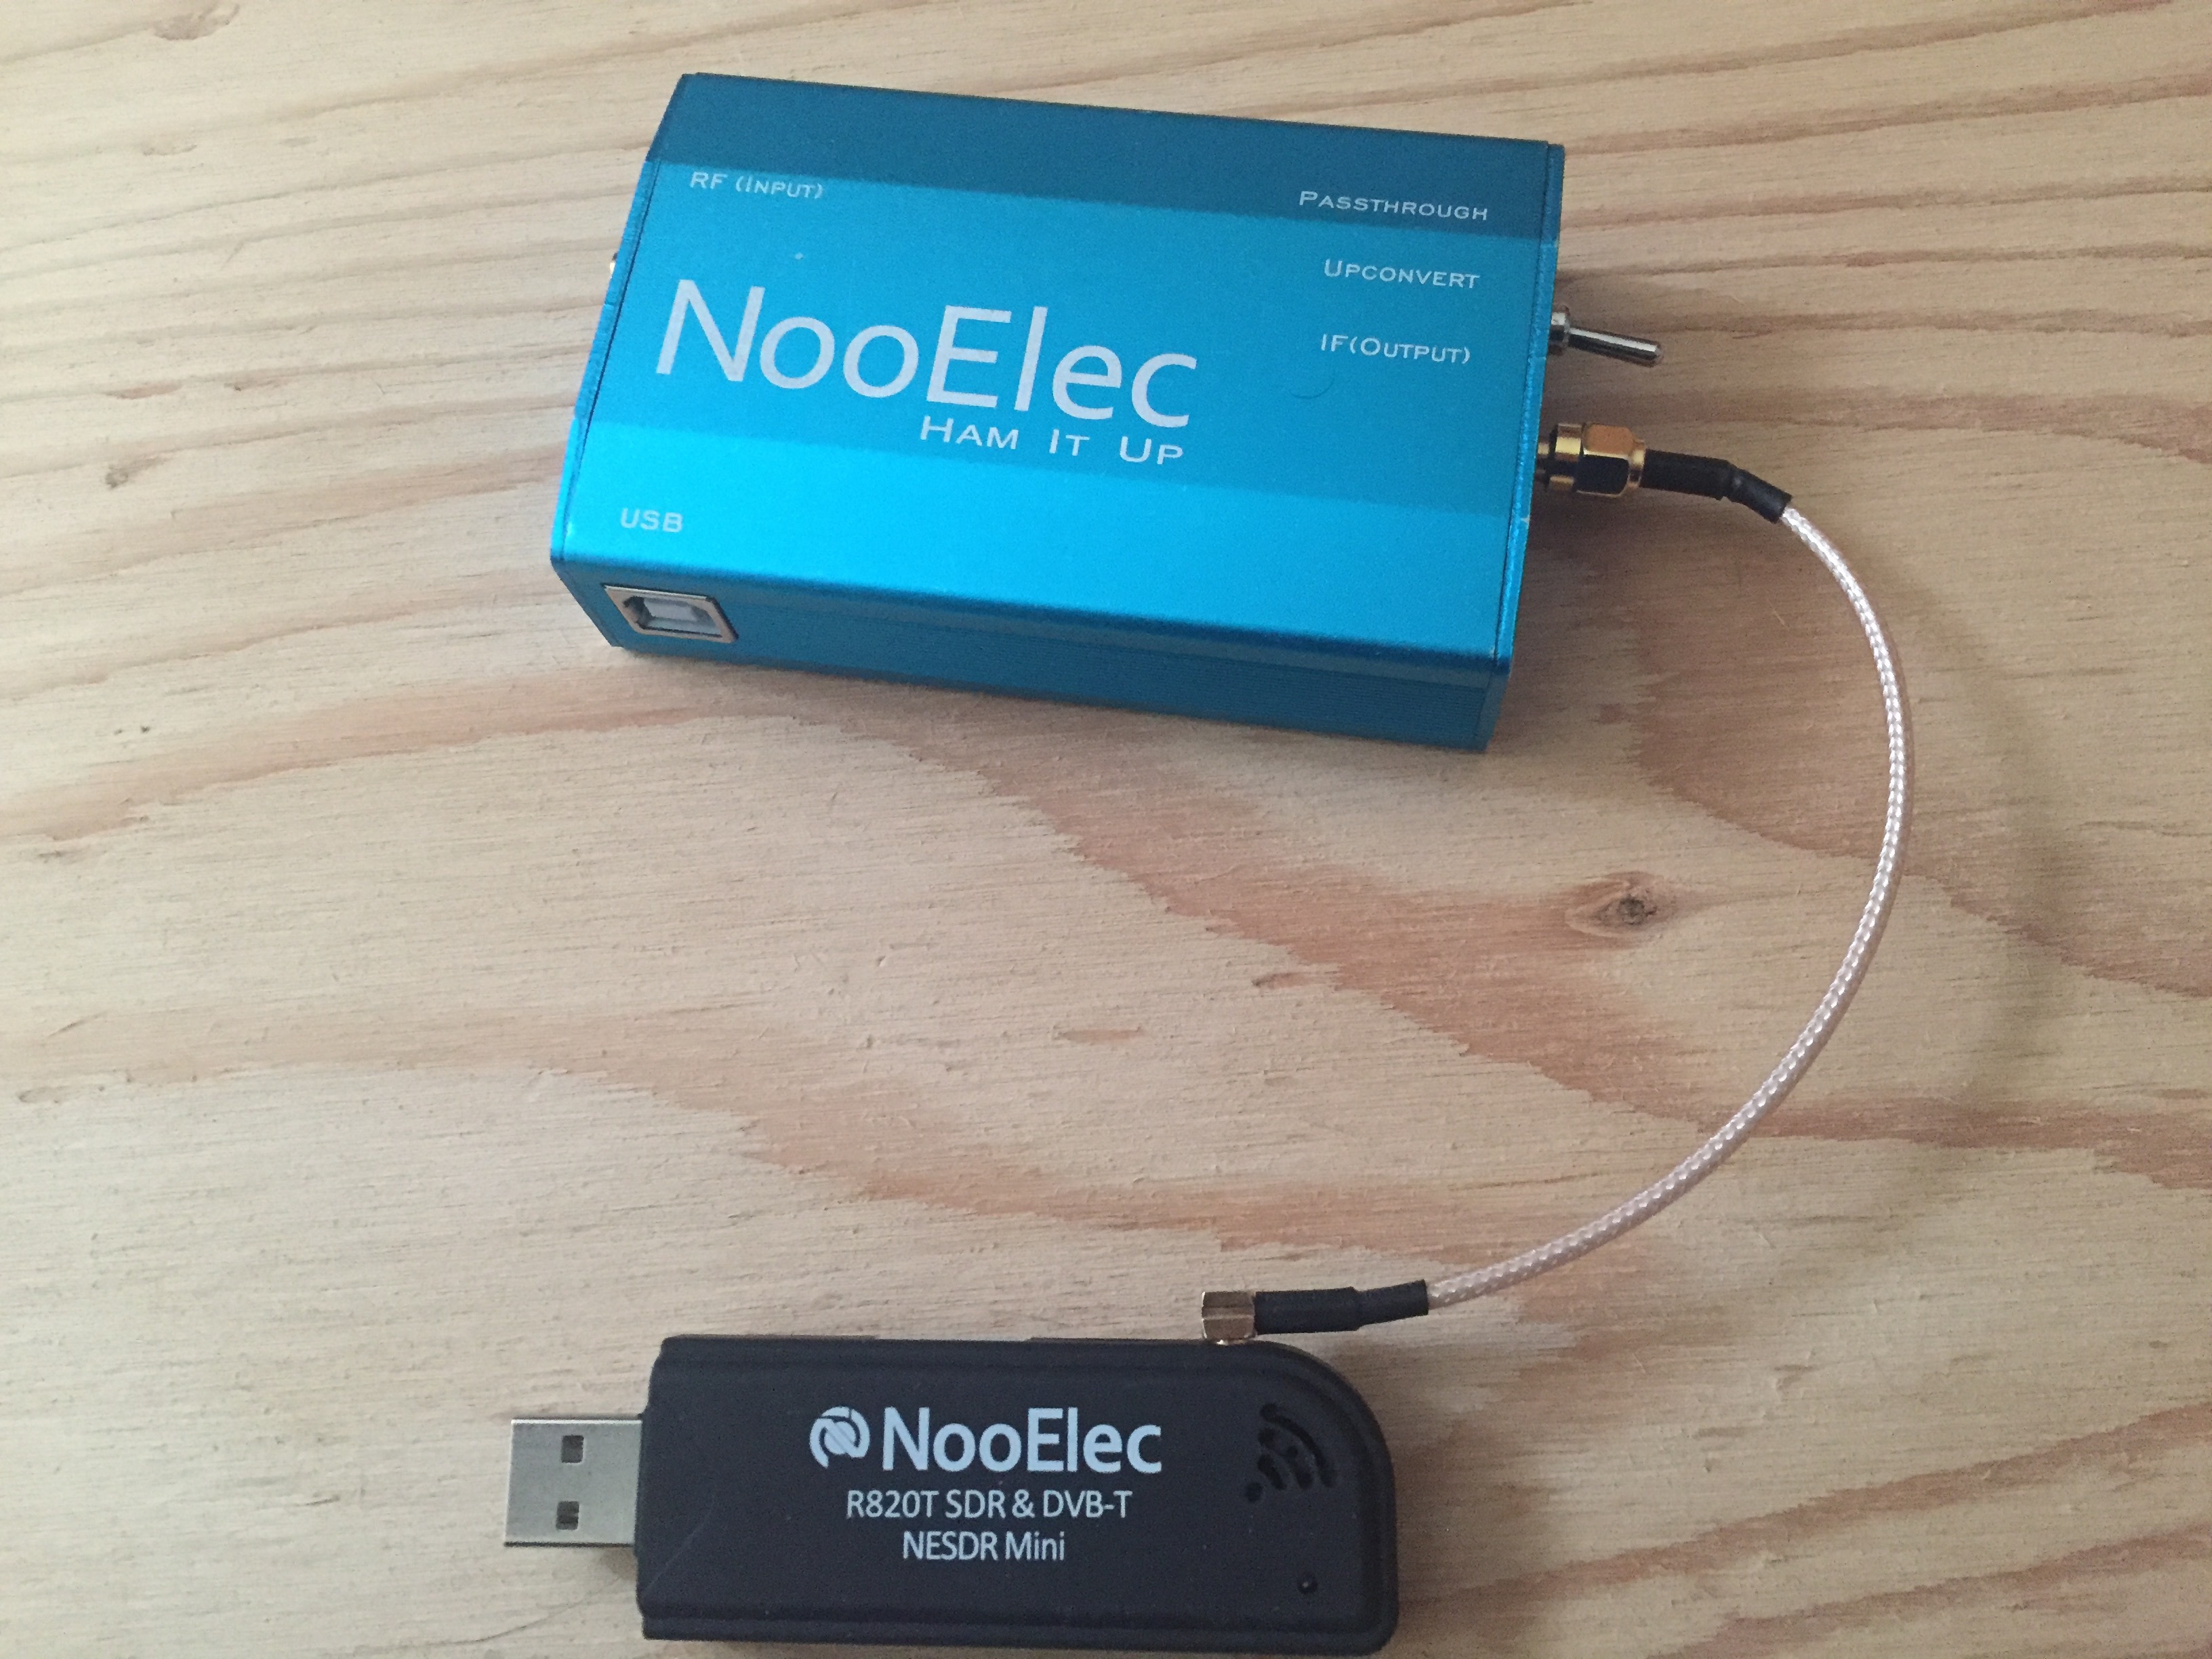 RF (Input)
Passthrough
Upconvert
IF(Output)
NooElec
Ham It Up
USB
NooElec
R820T SDR & DVB-T
NESDR Mini